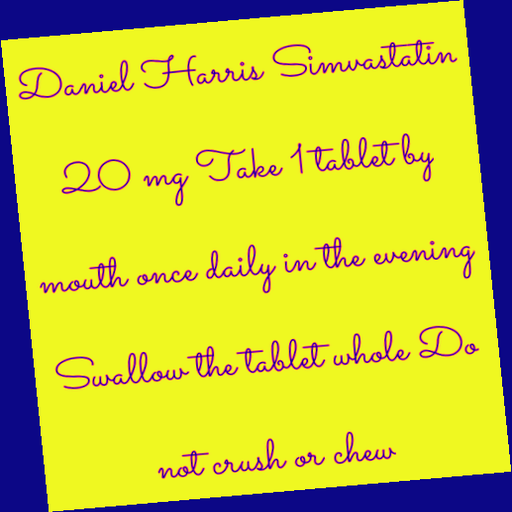 Daniel Harris Simvastatin
20 mg Take 1 tablet by
mouth once daily in the evening
Swallow the tablet whole Do
not crush or chew